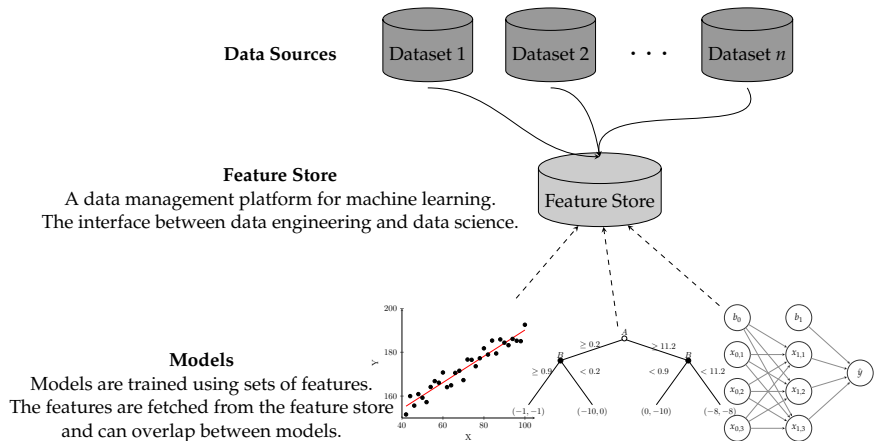 Data Sources
Dataset 1
Dataset 2
. . .
Dataset n
Feature Store
A data management platform for machine learning.
The interface between data engineering and data science.
Feature Store
Models
Models are trained using sets of features.
The features are fetched from the feature store
and can overlap between models.
200
180
160
Y
40
60
80
100
X
A
≥ 0.2
≥ 11.2
B
B
≥ 0.9
< 0.2
< 0.9
< 11.2
(−1, −1)
(−10, 0)
(0, −10)
(−8, −8)
b0
b1
x0,1
x1,1
x0,2
x1,2
x0,3
x1,3
ŷ